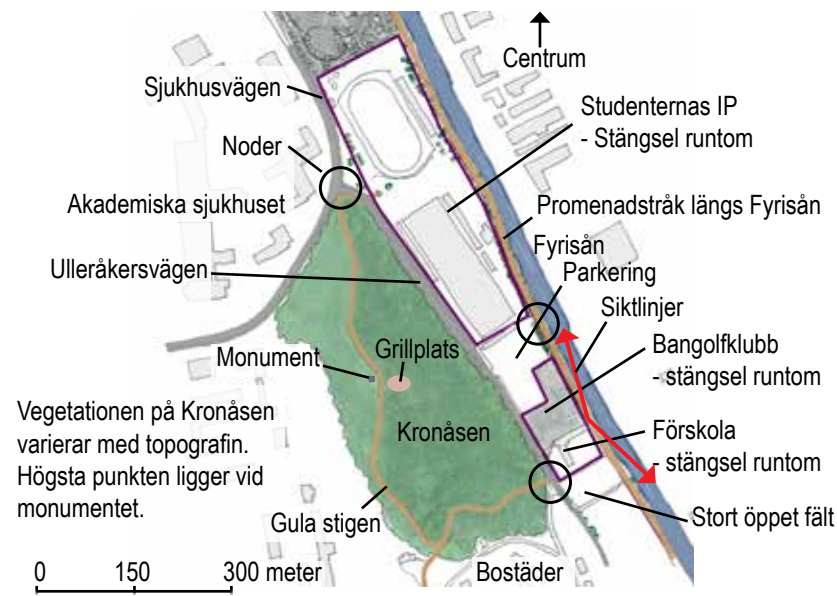 Centrum
Sjukhusvägen
Studenternas IP
- Stängsel runtom
Noder
Akademiska sjukhuset
Promenadstråk längs Fyrisån
Ulleråkersvägen
Fyrisån
Parkering
Siktlinjer
Monument
Grillplats
Bangolfklubb
- stängsel runtom
Vegetationen på Kronåsen
varierar med topografin.
Högsta punkten ligger vid
monumentet.
Kronåsen
Förskola
- stängsel runtom
Gula stigen
Stort öppet fält
0 150 300 meter
Bostäder